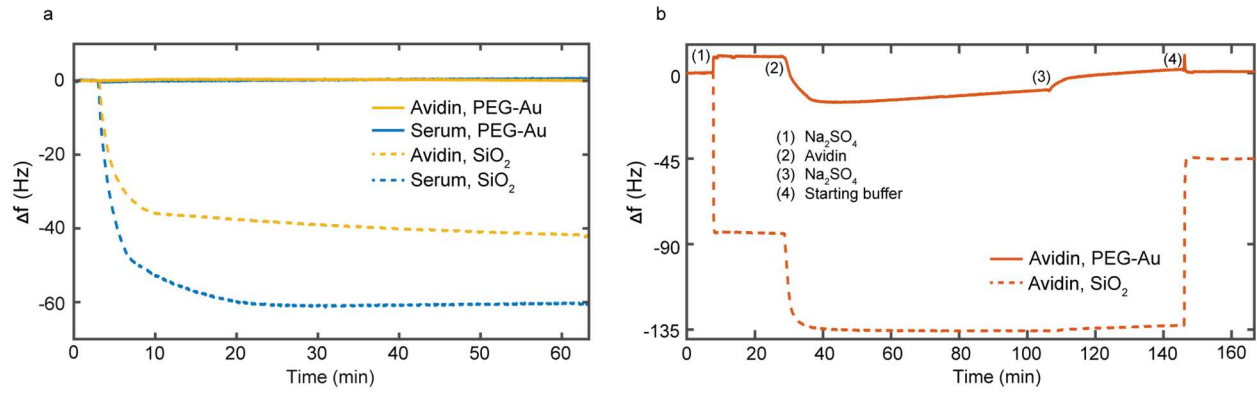 a
0
-20
-40
-60
Δf (Hz)
0
10
20
30
40
50
60
Time (min)
Avidin, PEG-Au
Serum, PEG-Au
Avidin, SiO₂
Serum, SiO₂
b
0
-45
-90
-135
Δf (Hz)
0
20
40
60
80
100
120
140
160
Time (min)
(1)
(2)
(3)
(4)
(1) Na₂SO₄
(2) Avidin
(3) Na₂SO₄
(4) Starting buffer
Avidin, PEG-Au
Avidin, SiO₂